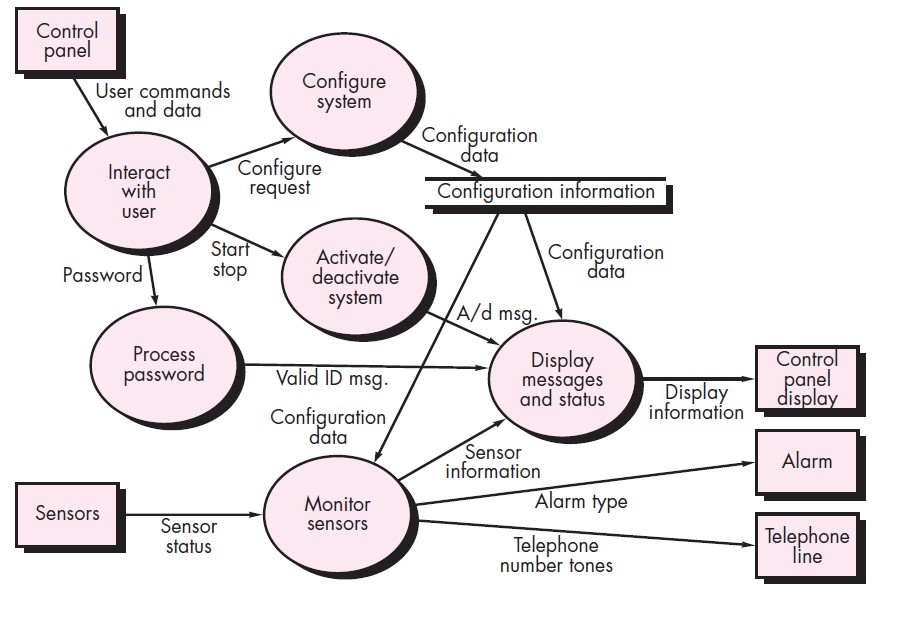 Control
panel
User commands
and data
Configure
system
Configuration
data
Interact
with
user
Configure
request
Configuration information
Start
stop
Activate/
deactivate
system
Configuration
data
Password
A/d msg.
Process
password
Valid ID msg.
Display
messages
and status
Control
panel
display
Display
information
Configuration
data
Sensor
information
Alarm
Sensors
Sensor
status
Monitor
sensors
Alarm type
Telephone
number tones
Telephone
line